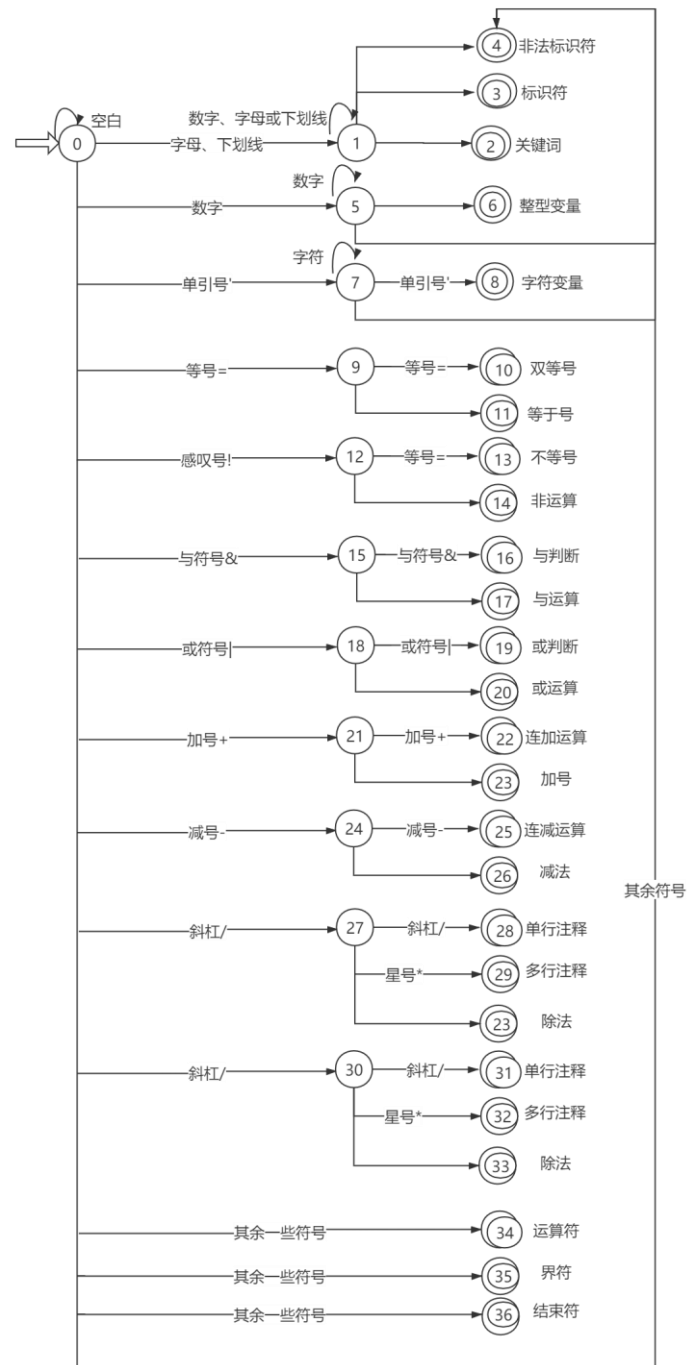 4 非法标识符
3 标识符
空白
数字、字母或下划线
0 字母、下划线 1 2 关键词
数字
数字 5 6 整型变量
字符
单引号' 7 单引号' 8 字符变量
等号= 9 等号= 10 双等号
11 等于号
感叹号! 12 等号= 13 不等号
14 非运算
与符号& 15 与符号& 16 与判断
17 与运算
或符号| 18 或符号| 19 或判断
20 或运算
加号+ 21 加号+ 22 连加运算
23 加号
减号- 24 减号- 25 连减运算
26 减法
其余符号
斜杠/ 27 斜杠/ 28 单行注释
星号* 29 多行注释
23 除法
斜杠/ 30 斜杠/ 31 单行注释
星号* 32 多行注释
33 除法
其余一些符号 34 运算符
其余一些符号 35 界符
其余一些符号 36 结束符